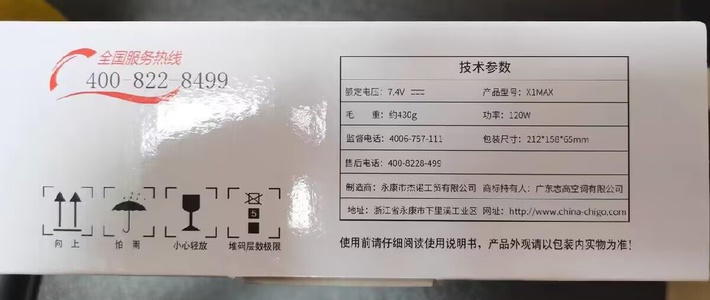 全国服务热线
400-822-8499
技术参数
额定电压：7.4V 产品型号：X1MAX
毛 重：约430g 功率：120W
监督电话：4006-757-111 包装尺寸：212*158*65mm
售后电话：400-8228-499
制造商：永康市杰诺工贸有限公司 商标持有人：广东志高空调有限公司
地址：浙江省永康市下里溪工业区 网址：http://www.china-chigo.com
使用前请仔细阅读使用说明书，产品外观请以包装内实物为准！
5
向上 怕雨 小心轻放 堆码层数极限